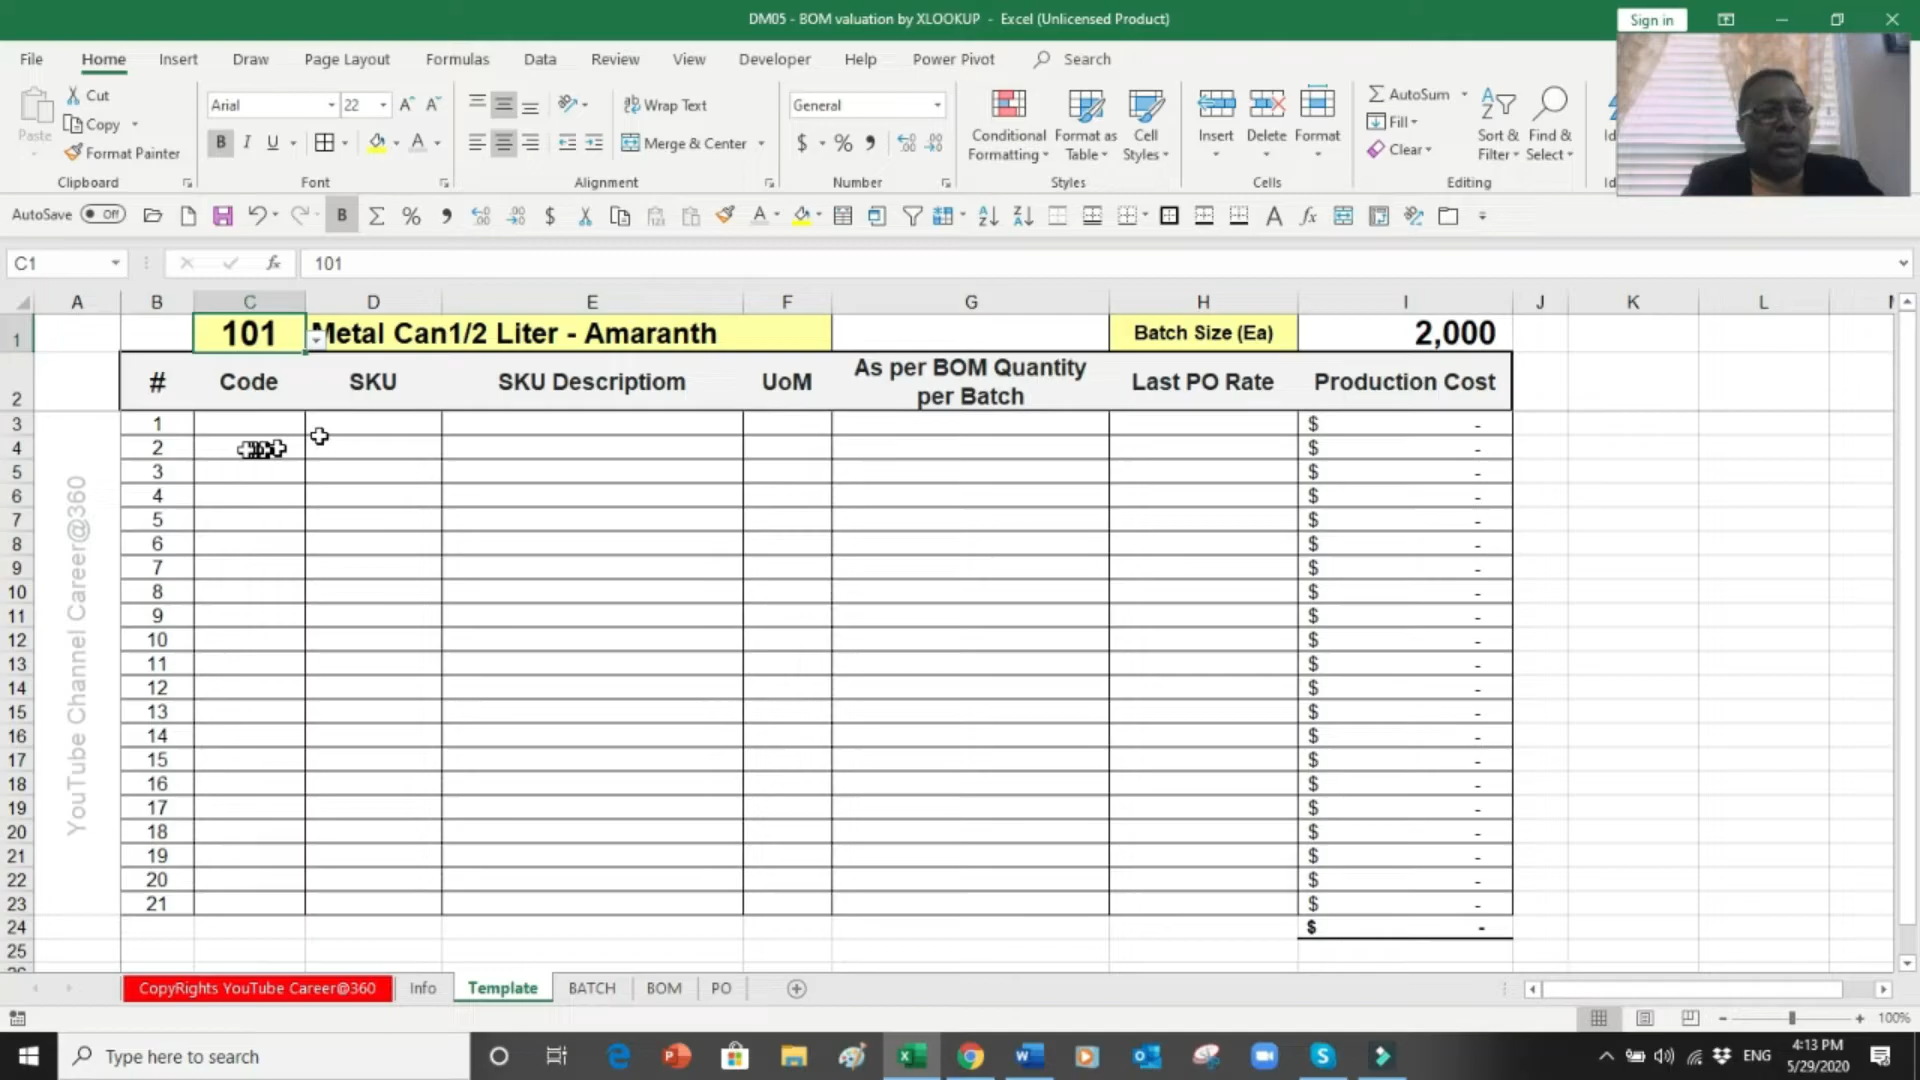 DM05 - BOM valuation by XLOOKUP - Excel (Unlicensed Product)
Sign in
File Home Insert Draw Page Layout Formulas Data Review View Developer Help Power Pivot Search
Cut
Copy
Format Painter
Paste
Clipboard
Arial 22
B I U
Font
Wrap Text
Merge & Center
Alignment
General
$ % 9
Number
Conditional Formatting
Format as Table
Cell Styles
Styles
Insert Delete Format
Cells
AutoSum
Fill
Clear
Sort & Filter
Find & Select
Editing
Id
Id
AutoSave Off
C1 fx 101
A B C D E F G H I J K L
1 101 Metal Can1/2 Liter - Amaranth Batch Size (Ea) 2,000
2 # Code SKU SKU Descriptiom UoM As per BOM Quantity per Batch Last PO Rate Production Cost
3 1 $ -
4 2 $ -
5 3 $ -
6 4 $ -
7 5 $ -
8 6 $ -
9 7 $ -
10 8 $ -
11 9 $ -
12 10 $ -
13 11 $ -
14 12 $ -
15 13 $ -
16 14 $ -
17 15 $ -
18 16 $ -
19 17 $ -
20 18 $ -
21 19 $ -
22 20 $ -
23 21 $ -
24 $ -
25
YouTube Channel Career@360
CopyRights YouTube Career@360 Info Template BATCH BOM PO
100%
Type here to search
ENG
4:13 PM
5/29/2020